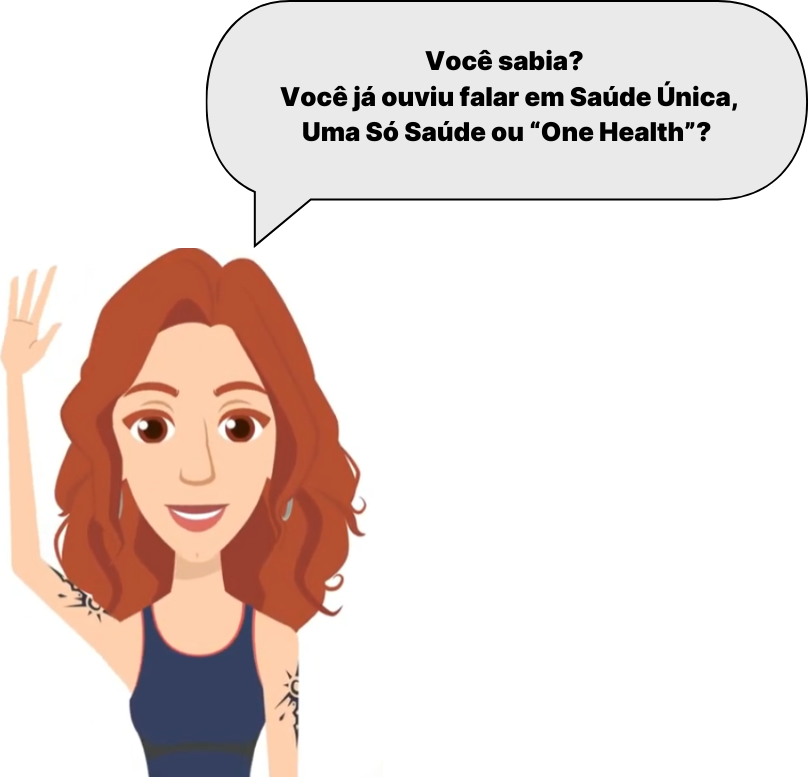 Você sabia?
Você já ouviu falar em Saúde Única,
Uma Só Saúde ou “One Health”?